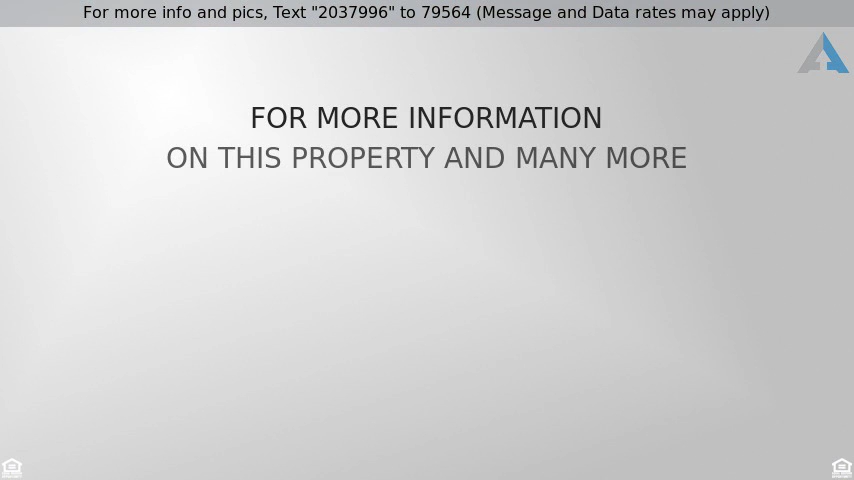 For more info and pics, Text "2037996" to 79564 (Message and Data rates may apply)
FOR MORE INFORMATION
ON THIS PROPERTY AND MANY MORE